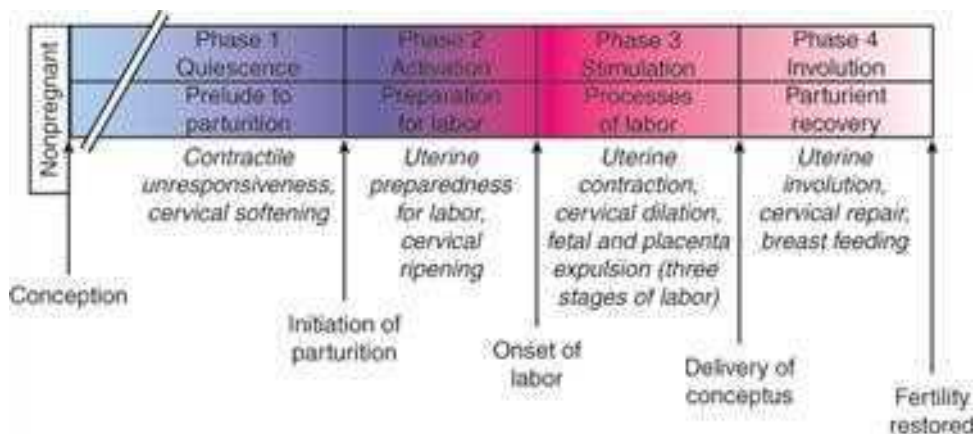 Nonpregnant
Phase 1
Quiescence
Prelude to
parturition
Contractile
unresponsiveness,
cervical softening
Phase 2
Activation
Preparation
for labor
Uterine
preparedness
for labor,
cervical
ripening
Phase 3
Stimulation
Processes
of labor
Uterine
contraction,
cervical dilation,
fetal and placenta
expulsion (three
stages of labor)
Phase 4
Involution
Parturient
recovery
Uterine
involution,
cervical repair,
breast feeding
Conception
Initiation of
parturition
Onset of
labor
Delivery of
conceptus
Fertility
restored